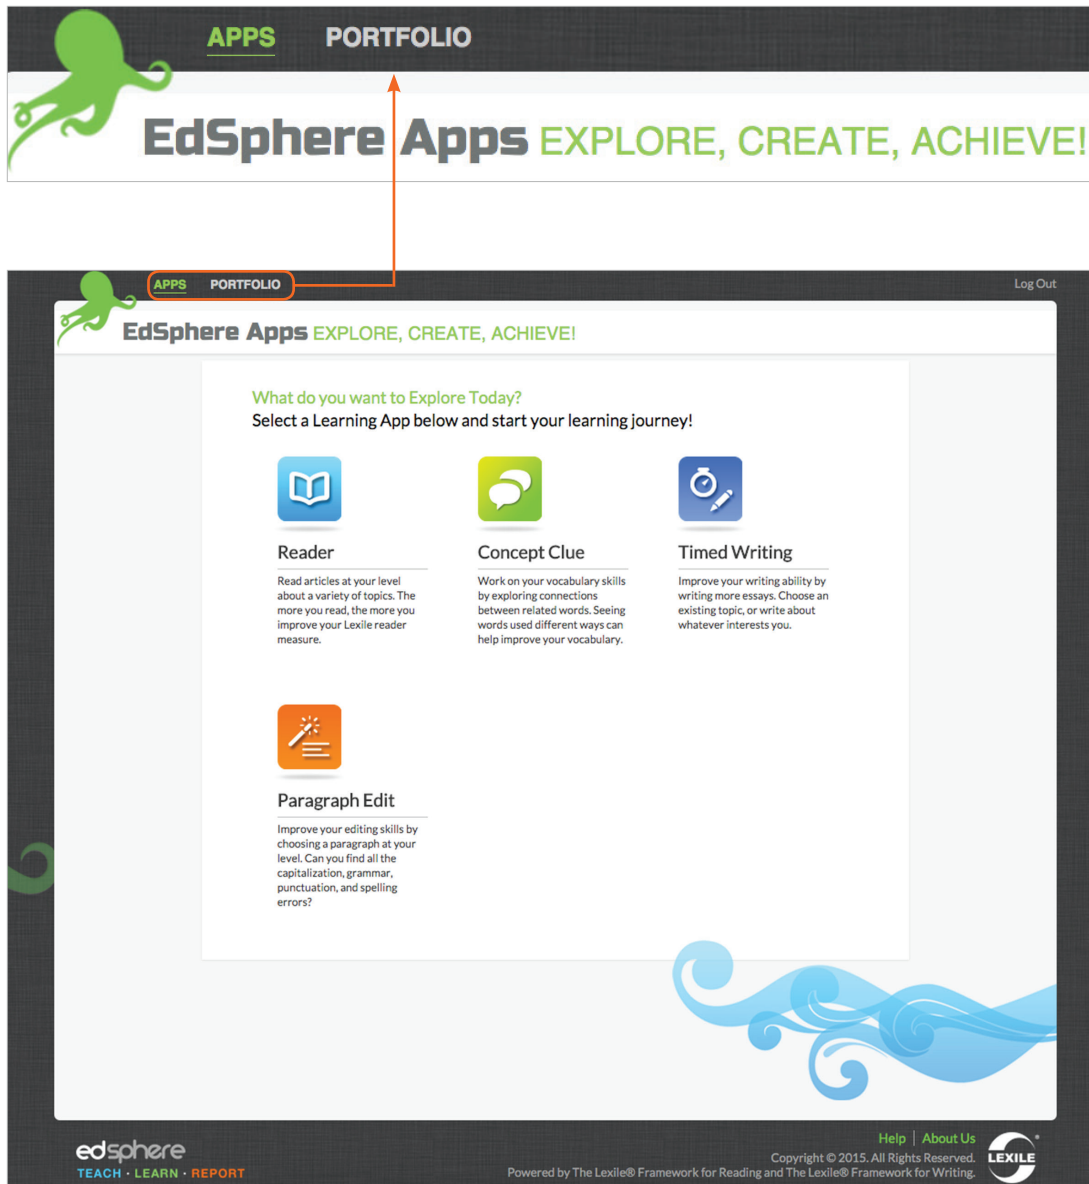 APPS PORTFOLIO
EdSphere Apps EXPLORE, CREATE, ACHIEVE!
APPS PORTFOLIO Log Out
EdSphere Apps EXPLORE, CREATE, ACHIEVE!
What do you want to Explore Today?
Select a Learning App below and start your learning journey!
Reader
Read articles at your level
about a variety of topics. The
more you read, the more you
improve your Lexile reader
measure.
Concept Clue
Work on your vocabulary skills
by exploring connections
between related words. Seeing
words used different ways can
help improve your vocabulary.
Timed Writing
Improve your writing ability by
writing more essays. Choose an
existing topic, or write about
whatever interests you.
Paragraph Edit
Improve your editing skills by
choosing a paragraph at your
level. Can you find all the
capitalization, grammar,
punctuation, and spelling
errors?
edsphere
TEACH · LEARN · REPORT
Help | About Us
Copyright © 2015. All Rights Reserved.
Powered by The Lexile® Framework for Reading and The Lexile® Framework for Writing.
LEXILE